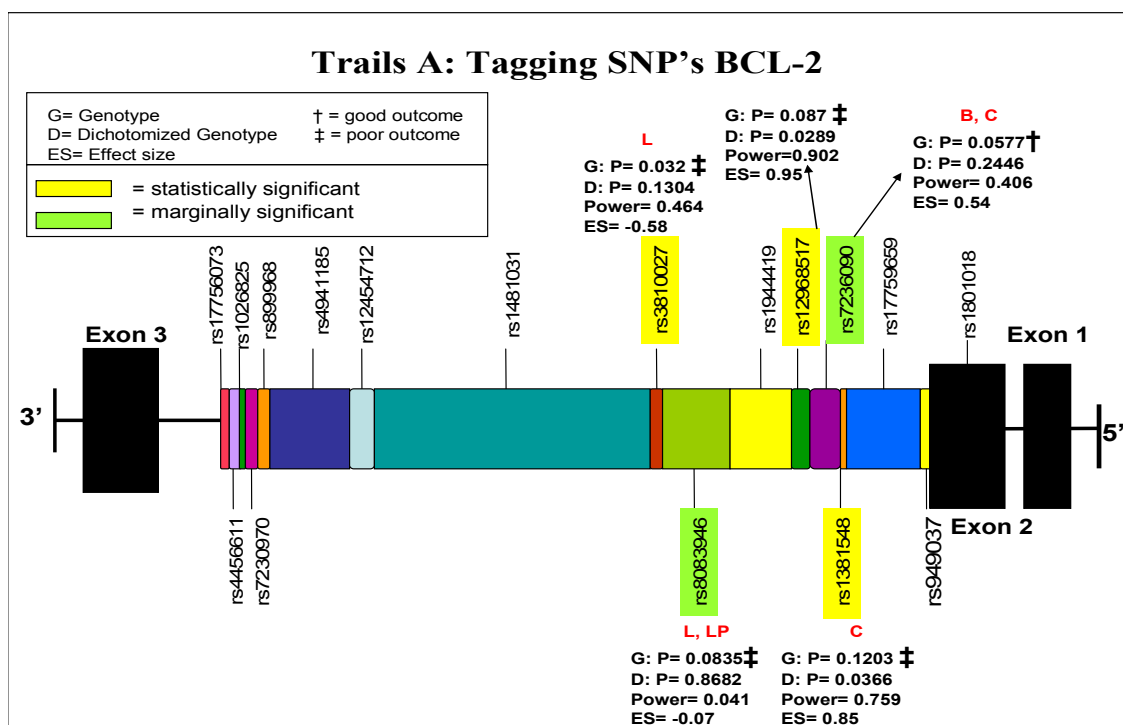 Trails A: Tagging SNP's BCL-2
G= Genotype † = good outcome
D= Dichotomized Genotype ‡ = poor outcome
ES= Effect size
= statistically significant
= marginally significant
L
G: P= 0.032 ‡
D: P= 0.1304
Power= 0.464
ES= -0.58
G: P= 0.087 ‡
D: P= 0.0289
Power=0.902
ES= 0.95
B, C
G: P= 0.0577†
D: P= 0.2446
Power= 0.406
ES= 0.54
rs17756073
rs1026825
rs899968
rs4941185
rs12454712
rs1481031
rs3810027
rs1944419
rs12968517
rs7236090
rs17759659
rs1801018
Exon 3
Exon 1
3’
5’
rs4456611
rs7230970
rs8083946
rs1381548
rs949037
Exon 2
L, LP
G: P= 0.0835‡
D: P= 0.8682
Power= 0.041
ES= -0.07
C
G: P= 0.1203 ‡
D: P= 0.0366
Power= 0.759
ES= 0.85